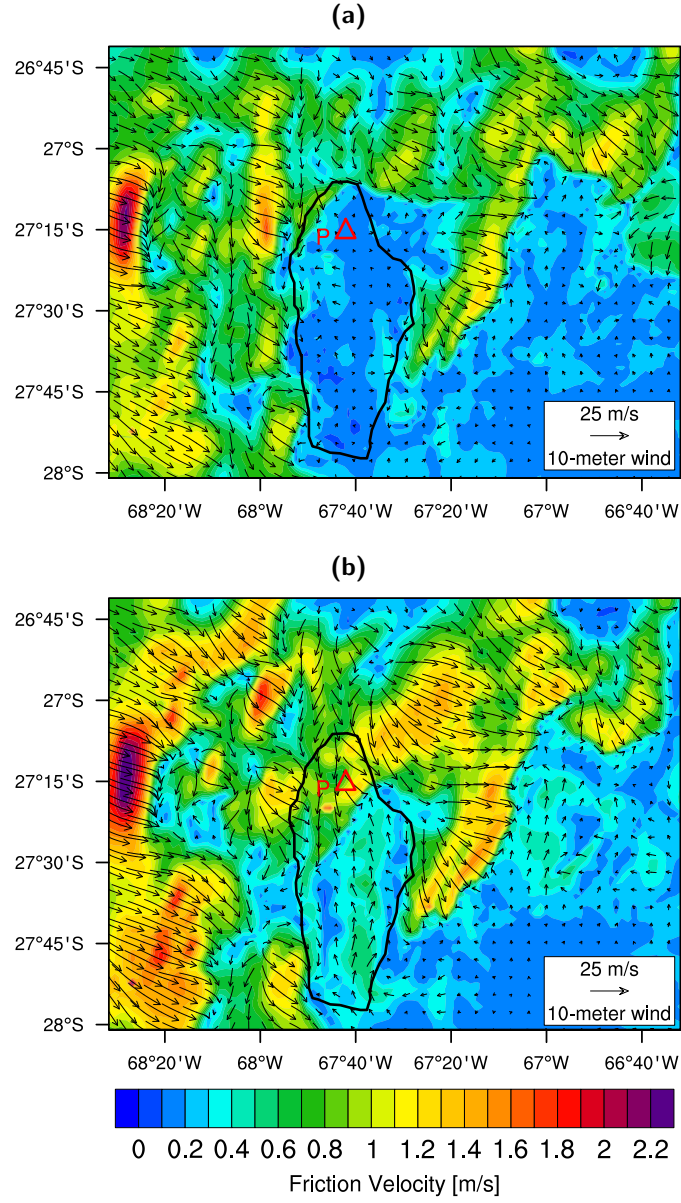 (a)
26°45'S
27°S
27°15'S
27°30'S
27°45'S
28°S
P
25 m/s
10-meter wind
68°20'W 68°W 67°40'W 67°20'W 67°W 66°40'W
(b)
26°45'S
27°S
27°15'S
27°30'S
27°45'S
28°S
P
25 m/s
10-meter wind
68°20'W 68°W 67°40'W 67°20'W 67°W 66°40'W
0 0.2 0.4 0.6 0.8 1 1.2 1.4 1.6 1.8 2 2.2
Friction Velocity [m/s]